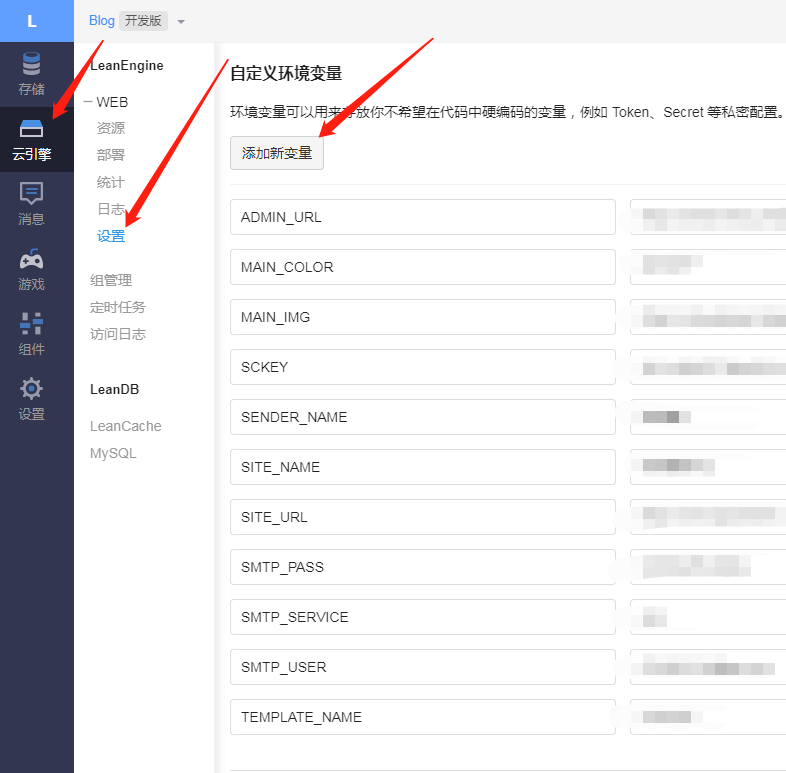 L
Blog 开发版
存储
云引擎
消息
游戏
组件
设置
LeanEngine
WEB
资源
部署
统计
日志
设置
组管理
定时任务
访问日志
LeanDB
LeanCache
MySQL
自定义环境变量
环境变量可以用来存放你不希望在代码中硬编码的变量，例如 Token、Secret 等私密配置。
添加新变量
ADMIN_URL
MAIN_COLOR
MAIN_IMG
SCKEY
SENDER_NAME
SITE_NAME
SITE_URL
SMTP_PASS
SMTP_SERVICE
SMTP_USER
TEMPLATE_NAME